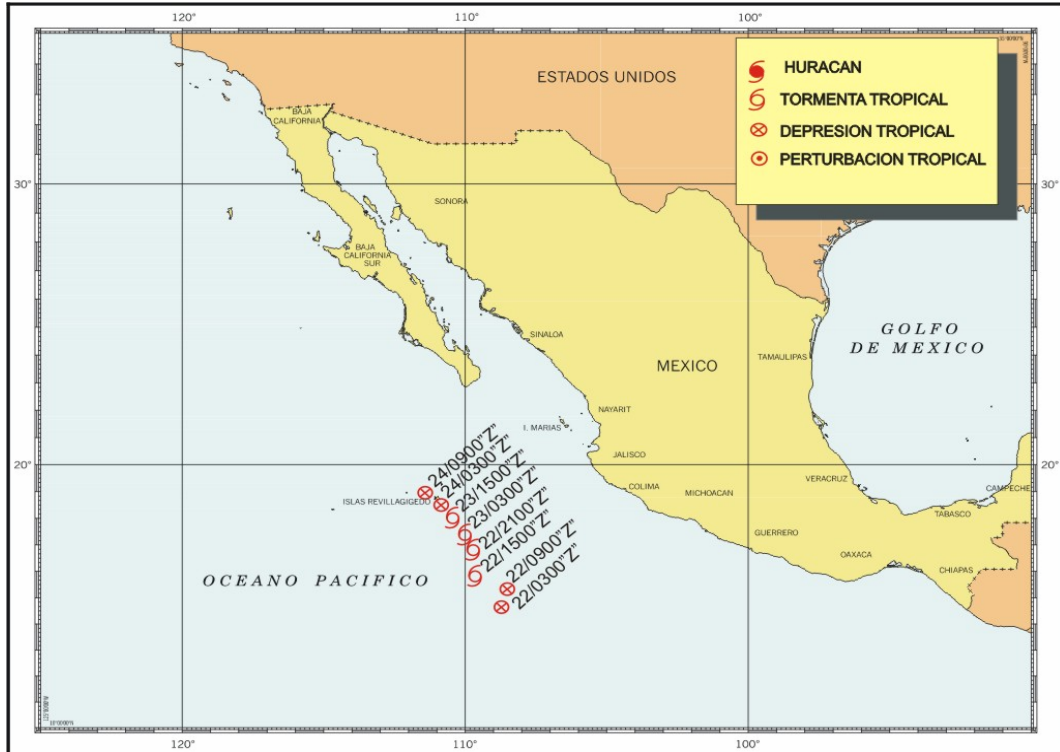 120°
110°
100°
ESTADOS UNIDOS
HURACAN
TORMENTA TROPICAL
DEPRESION TROPICAL
PERTURBACION TROPICAL
BAJA
CALIFORNIA
30°
30°
SONORA
BAJA
CALIFORNIA
SUR
SINALOA
GOLFO
DE MEXICO
MEXICO
TAMAULIPAS
NAYARIT
I. MARIAS
20°
20°
JALISCO
COLIMA
MICHOACAN
VERACRUZ
CAMPECHE
TABASCO
GUERRERO
OAXACA
CHIAPAS
ISLAS REVILLAGIGEDO
24/0900"Z"
24/0300"Z"
23/1500"Z"
23/0300"Z"
22/2100"Z"
22/1500"Z"
22/0900"Z"
22/0300"Z"
OCEANO PACIFICO
120°
110°
100°